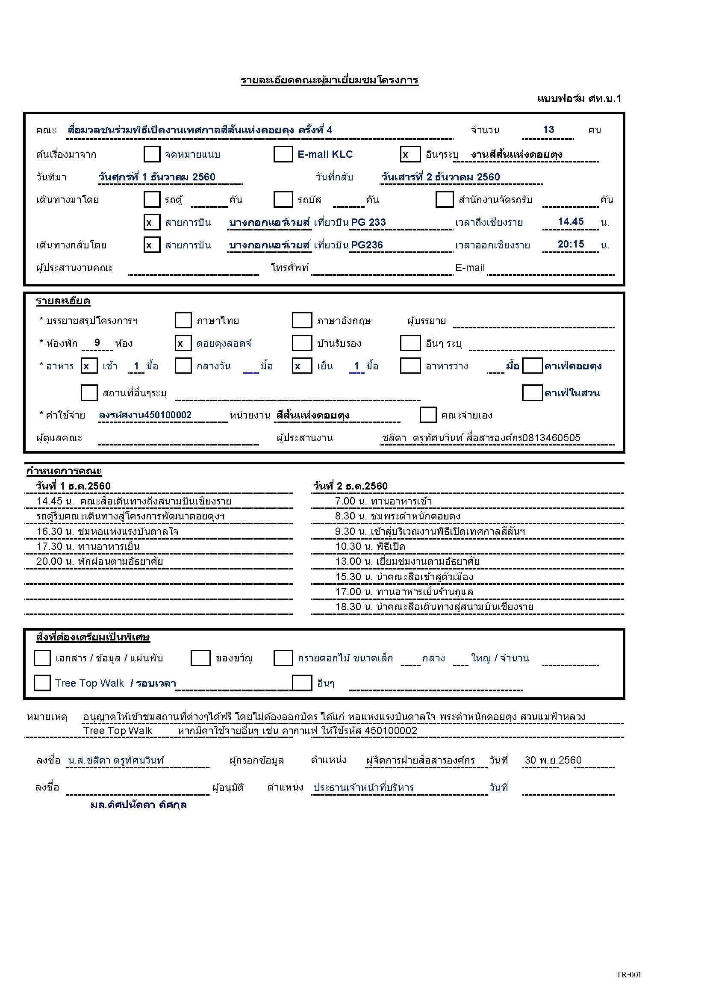 รายละเอียดคณะผู้มาเยี่ยมชมโครงการ
แบบฟอร์ม ศท.บ.1
คณะ สื่อมวลชนร่วมพิธีเปิดงานเทศกาลสีสันแห่งดอยตุง ครั้งที่ 4 จำนวน 13 คน
ต้นเรื่องมาจาก จดหมายแนบ E-mail KLC x อื่นๆระบุ งานสีสันแห่งดอยตุง
วันที่มา วันศุกร์ที่ 1 ธันวาคม 2560 วันที่กลับ วันเสาร์ที่ 2 ธันวาคม 2560
เดินทางมาโดย รถตู้ คัน รถบัส คัน สำนักงานจัดรถรับ คัน
x สายการบิน บางกอกแอร์เวยส์ เที่ยวบิน PG 233 เวลาถึงเชียงราย 14.45 น.
เดินทางกลับโดย x สายการบิน บางกอกแอร์เวยส์ เที่ยวบิน PG236 เวลาออกเชียงราย 20:15 น.
ผู้ประสานงานคณะ โทรศัพท์ E-mail
รายละเอียด
* บรรยายสรุปโครงการฯ ภาษาไทย ภาษาอังกฤษ ผู้บรรยาย
* ห้องพัก 9 ห้อง x ดอยตุงลอดจ์ บ้านรับรอง อื่นๆ ระบุ
* อาหาร x เช้า 1 มื้อ กลางวัน มื้อ x เย็น 1 มื้อ อาหารว่าง มื้อ คาเฟ่ดอยตุง
สถานที่อื่นๆระบุ คาเฟ่ในสวน
* ค่าใช้จ่าย ลงรหัสงาน450100002 หน่วยงาน สีสันแห่งดอยตุง คณะจ่ายเอง
ผู้ดูแลคณะ ผู้ประสานงาน ชลิดา ตรูทัศนวินท์ สื่อสารองค์กร0813460505
กำหนดการคณะ
วันที่ 1 ธ.ค.2560 วันที่ 2 ธ.ค.2560
14.45 น. คณะสื่อเดินทางถึงสนามบินเชียงราย 7.00 น. ทานอาหารเช้า
รถตู้รับคณะเดินทางสู่โครงการพัฒนาดอยตุงฯ 8.30 น. ชมพระตำหนักดอยตุง
16.30 น. ชมหอแห่งแรงบันดาลใจ 9.30 น. เข้าสู่บริเวณงานพิธีเปิดเทศกาลสีสันฯ
17.30 น. ทานอาหารเย็น 10.30 น. พิธีเปิด
20.00 น. พักผ่อนตามอัธยาศัย 13.00 น. เยี่ยมชมงานตามอัธยาศัย
15.30 น. นำคณะสื่อเข้าสู่ตัวเมือง
17.00 น. ทานอาหารเย็นร้านภูแล
18.30 น. นำคณะสื่อเดินทางสู่สนามบินเชียงราย
สิ่งที่ต้องเตรียมเป็นพิเศษ
เอกสาร / ข้อมูล / แผ่นพับ ของขวัญ กรวยดอกไม้ ขนาดเล็ก กลาง ใหญ่ / จำนวน
Tree Top Walk / รอบเวลา อื่นๆ
หมายเหตุ อนุญาตให้เข้าชมสถานที่ต่างๆได้ฟรี โดยไม่ต้องออกบัตร ได้แก่ หอแห่งแรงบันดาลใจ พระตำหนักดอยตุง สวนแม่ฟ้าหลวง
Tree Top Walk หากมีค่าใช้จ่ายอื่นๆ เช่น ค่ากาแฟ ให้ใช้รหัส 450100002
ลงชื่อ น.ส.ชลิดา ตรูทัศนวินท์ ผู้กรอกข้อมูล ตำแหน่ง ผู้จัดการฝ่ายสื่อสารองค์กร วันที่ 30 พ.ย.2560
ลงชื่อ ผู้อนุมัติ ตำแหน่ง ประธานเจ้าหน้าที่บริหาร วันที่
มล.ดิศปนัดดา ดิศกุล
TR-001